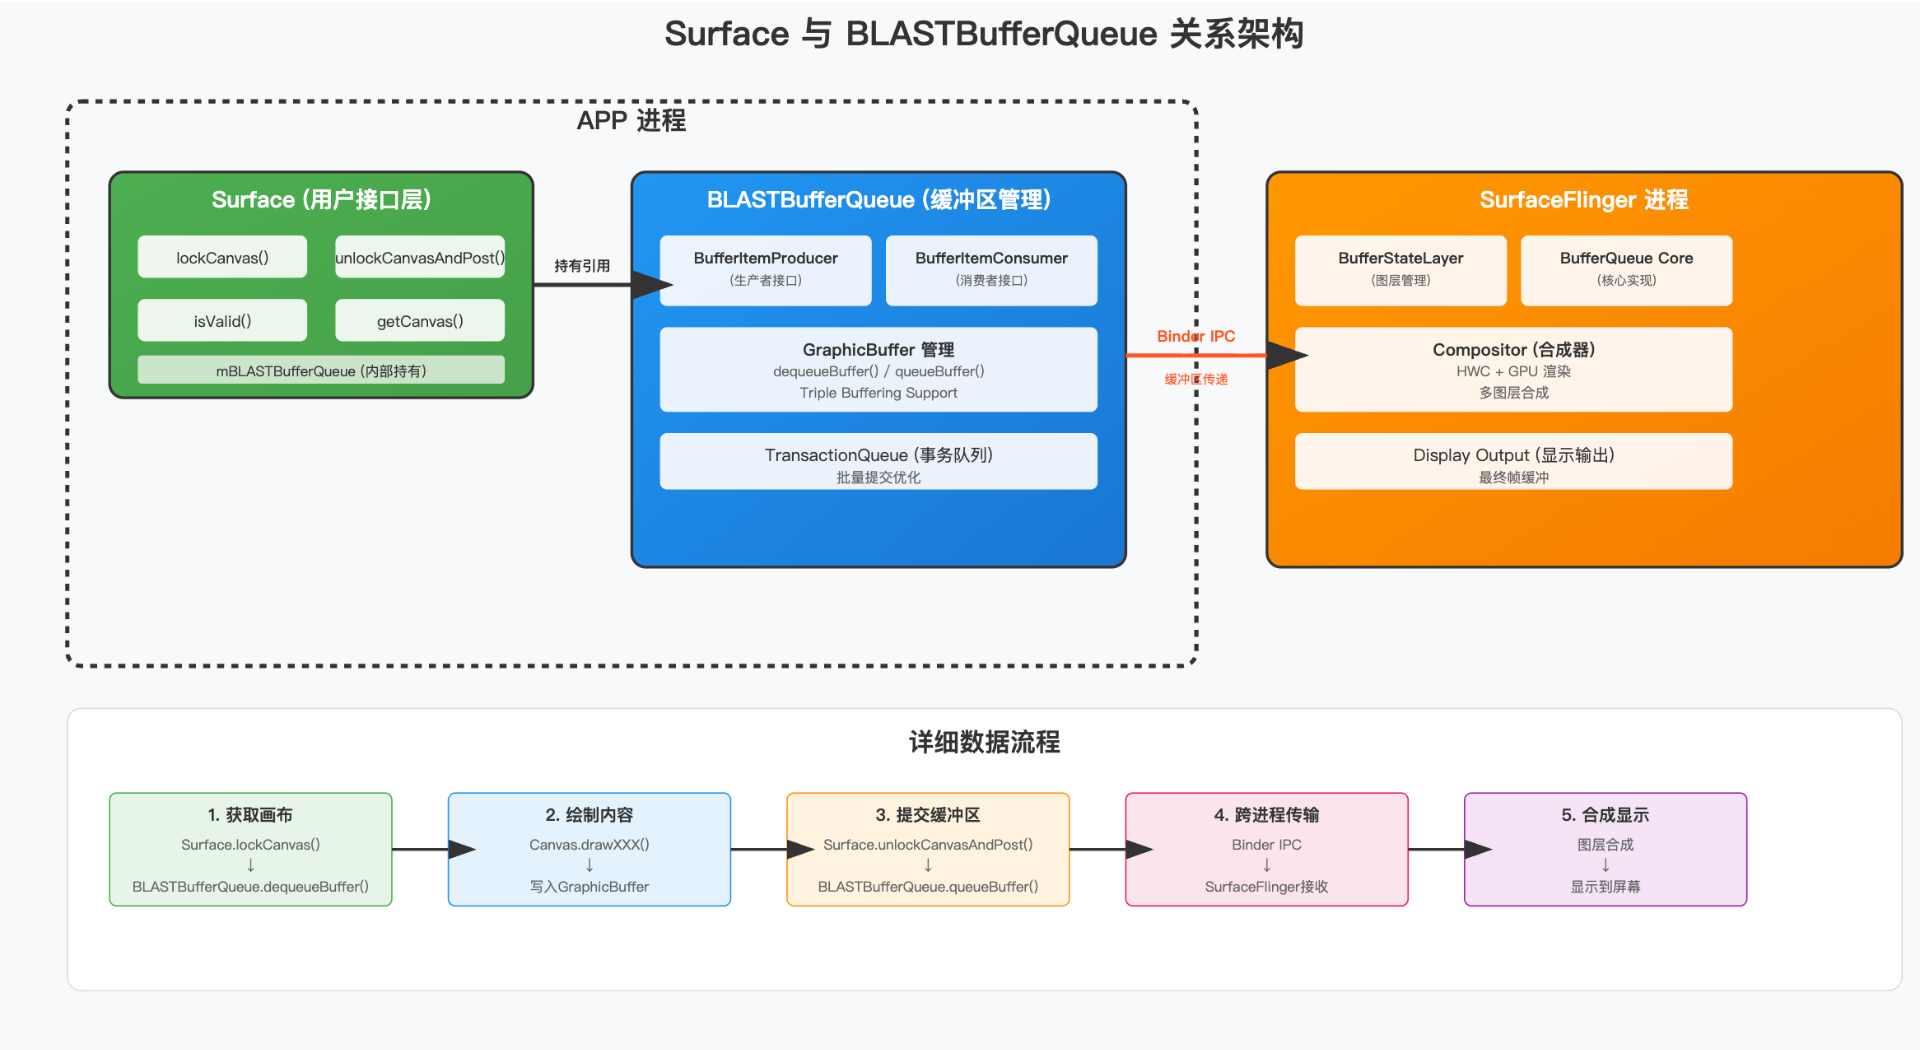 Surface 与 BLASTBufferQueue 关系架构
APP 进程
Surface (用户接口层)
lockCanvas()
unlockCanvasAndPost()
isValid()
getCanvas()
mBLASTBufferQueue (内部持有)
持有引用
BLASTBufferQueue (缓冲区管理)
BufferItemProducer
(生产者接口)
BufferItemConsumer
(消费者接口)
GraphicBuffer 管理
dequeueBuffer() / queueBuffer()
Triple Buffering Support
TransactionQueue (事务队列)
批量提交优化
Binder IPC
缓冲区传递
SurfaceFlinger 进程
BufferStateLayer
(图层管理)
BufferQueue Core
(核心实现)
Compositor (合成器)
HWC + GPU 渲染
多图层合成
Display Output (显示输出)
最终帧缓冲
详细数据流程
1. 获取画布
Surface.lockCanvas()
↓
BLASTBufferQueue.dequeueBuffer()
2. 绘制内容
Canvas.drawXXX()
↓
写入GraphicBuffer
3. 提交缓冲区
Surface.unlockCanvasAndPost()
↓
BLASTBufferQueue.queueBuffer()
4. 跨进程传输
Binder IPC
↓
SurfaceFlinger接收
5. 合成显示
图层合成
↓
显示到屏幕